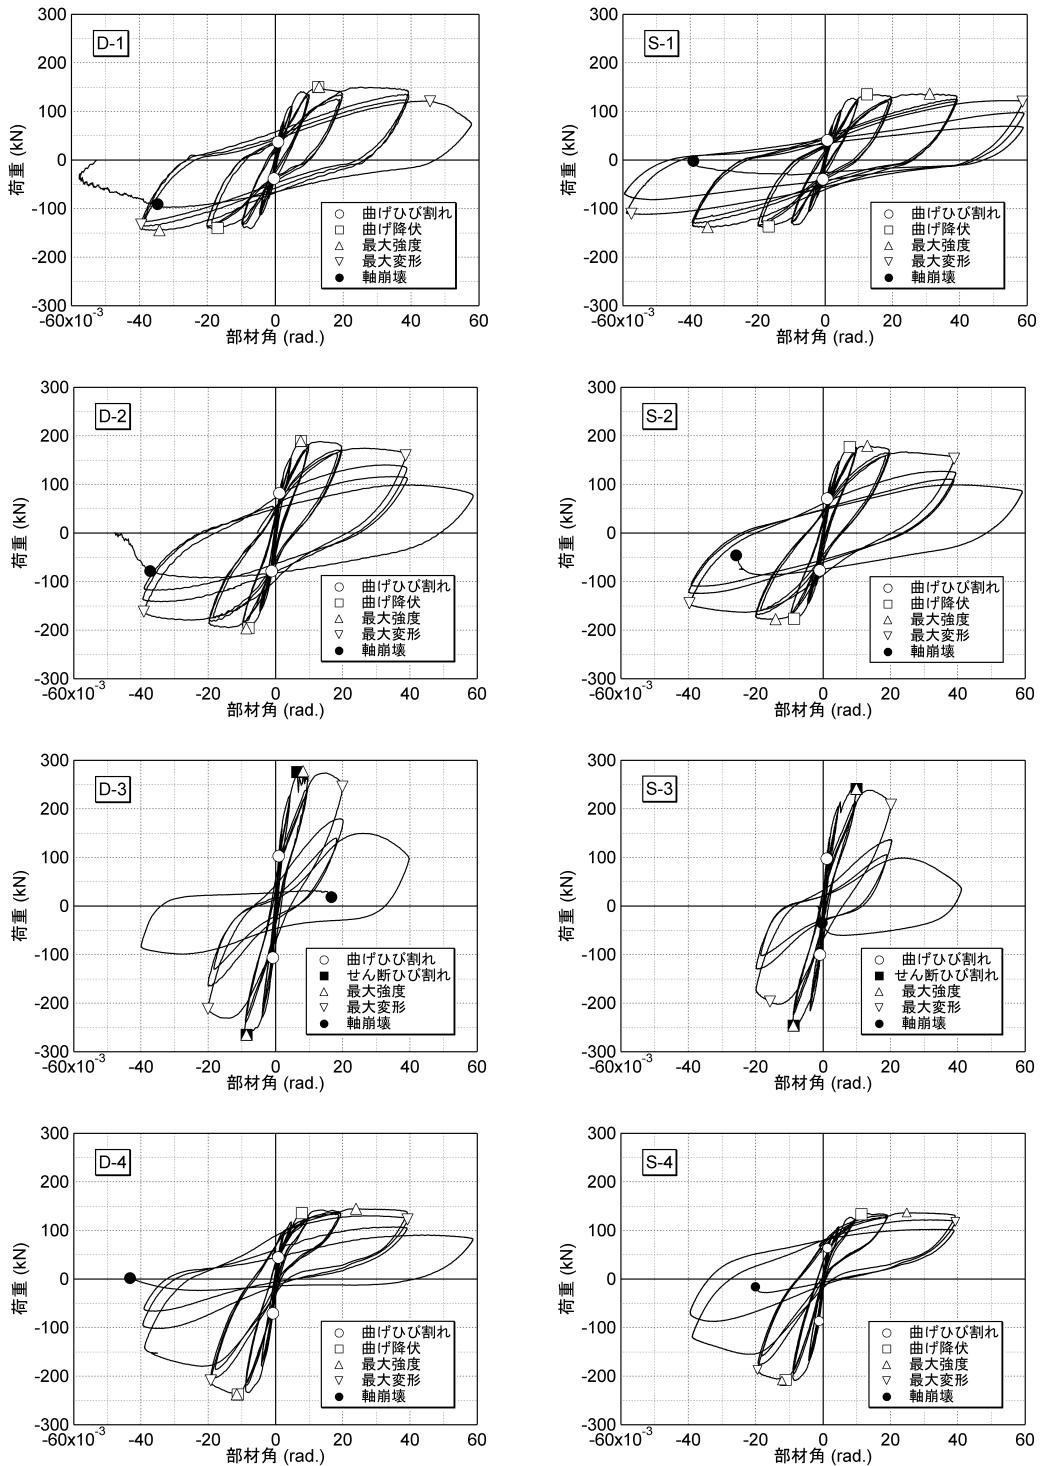 D-1
300
200
100
0
-100
-200
-300
荷重 (kN)
-60x10-3
-40
-20
0
20
40
60
部材角 (rad.)
曲げひび割れ
曲げ降伏
最大強度
最大変形
軸崩壊
S-1
300
200
100
0
-100
-200
-300
荷重 (kN)
-60x10-3
-40
-20
0
20
40
60
部材角 (rad.)
曲げひび割れ
曲げ降伏
最大強度
最大変形
軸崩壊
D-2
300
200
100
0
-100
-200
-300
荷重 (kN)
-60x10-3
-40
-20
0
20
40
60
部材角 (rad.)
曲げひび割れ
曲げ降伏
最大強度
最大変形
軸崩壊
S-2
300
200
100
0
-100
-200
-300
荷重 (kN)
-60x10-3
-40
-20
0
20
40
60
部材角 (rad.)
曲げひび割れ
曲げ降伏
最大強度
最大変形
軸崩壊
D-3
300
200
100
0
-100
-200
-300
荷重 (kN)
-60x10-3
-40
-20
0
20
40
60
部材角 (rad.)
曲げひび割れ
せん断ひび割れ
最大強度
最大変形
軸崩壊
S-3
300
200
100
0
-100
-200
-300
荷重 (kN)
-60x10-3
-40
-20
0
20
40
60
部材角 (rad.)
曲げひび割れ
せん断ひび割れ
最大強度
最大変形
軸崩壊
D-4
300
200
100
0
-100
-200
-300
荷重 (kN)
-60x10-3
-40
-20
0
20
40
60
部材角 (rad.)
曲げひび割れ
曲げ降伏
最大強度
最大変形
軸崩壊
S-4
300
200
100
0
-100
-200
-300
荷重 (kN)
-60x10-3
-40
-20
0
20
40
60
部材角 (rad.)
曲げひび割れ
曲げ降伏
最大強度
最大変形
軸崩壊